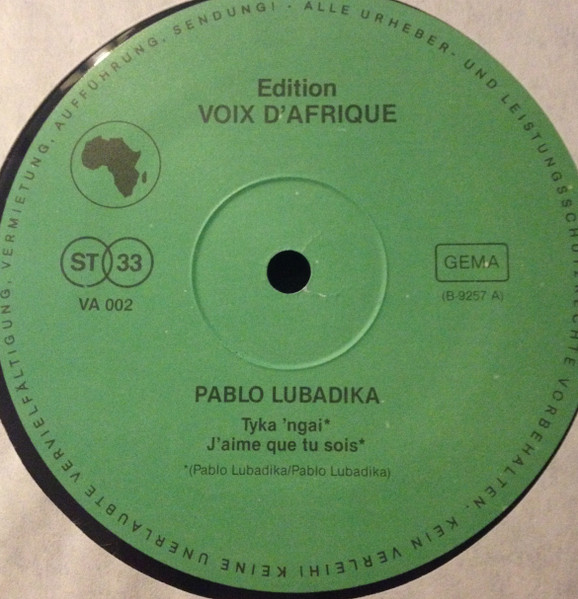 Edition
VOIX D'AFRIQUE
ST 33
VA 002
GEMA
(B-9257 A)
PABLO LUBADIKA
Tyka 'ngai*
J'aime que tu sois*
*(Pablo Lubadika/Pablo Lubadika)
ALLE URHEBER- UND LEISTUNGSSCHUTZRECHTE VORBEHALTEN. KEIN VERLEIH! KEINE UNERLAUBTE VERVIELFÄLTIGUNG, VERMIETUNG, AUFFÜHRUNG, SENDUNG! ·